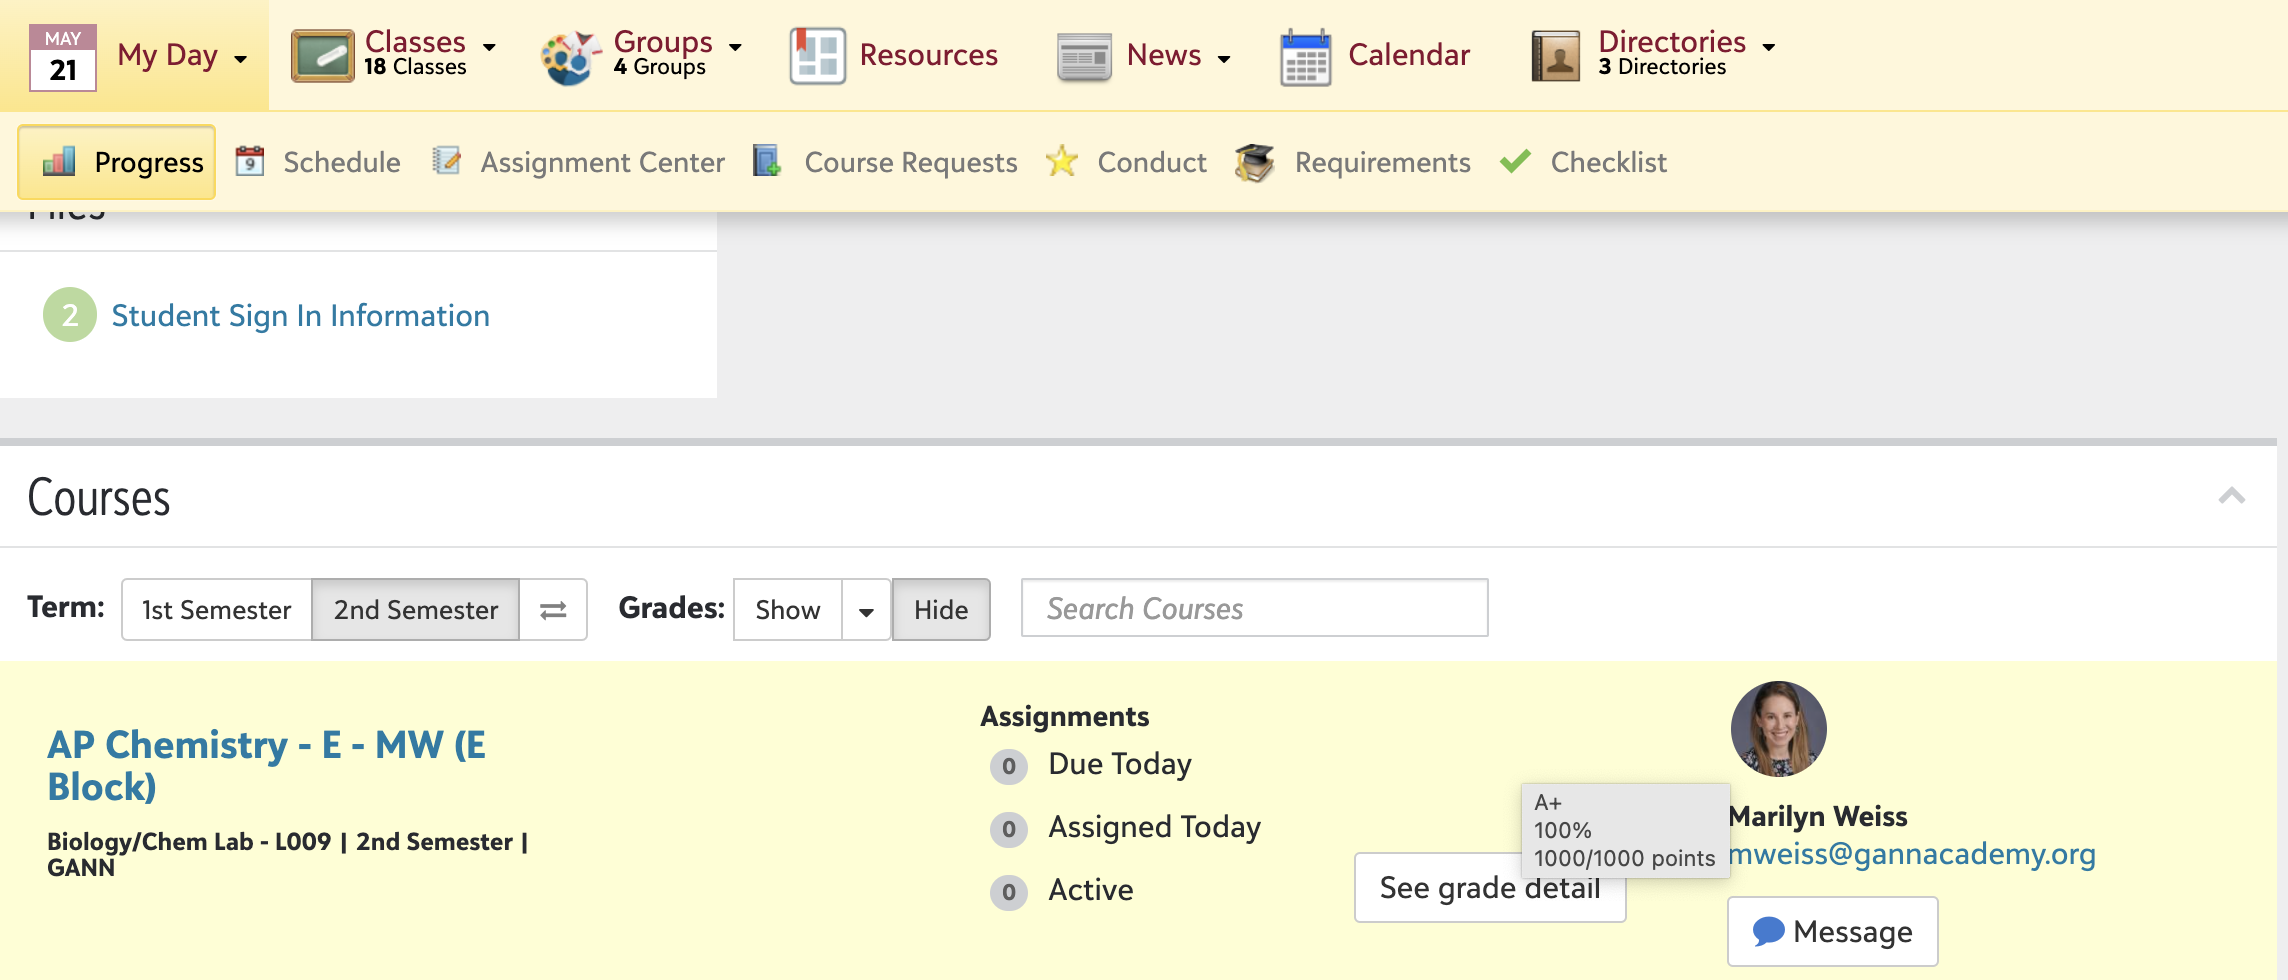 MAY
21
My Day
Classes
18 Classes
Groups
4 Groups
Resources
News
Calendar
Directories
3 Directories
Progress
9
Schedule
Assignment Center
Course Requests
Conduct
Requirements
Checklist
Files
2
Student Sign In Information
Courses
Term:
1st Semester
2nd Semester
Grades:
Show
Hide
Search Courses
AP Chemistry - E - MW (E
Block)
Biology/Chem Lab - L009 | 2nd Semester |
GANN
Assignments
0 Due Today
0 Assigned Today
0 Active
A+
100%
1000/1000 points
See grade detail
Marilyn Weiss
mweiss@gannacademy.org
Message